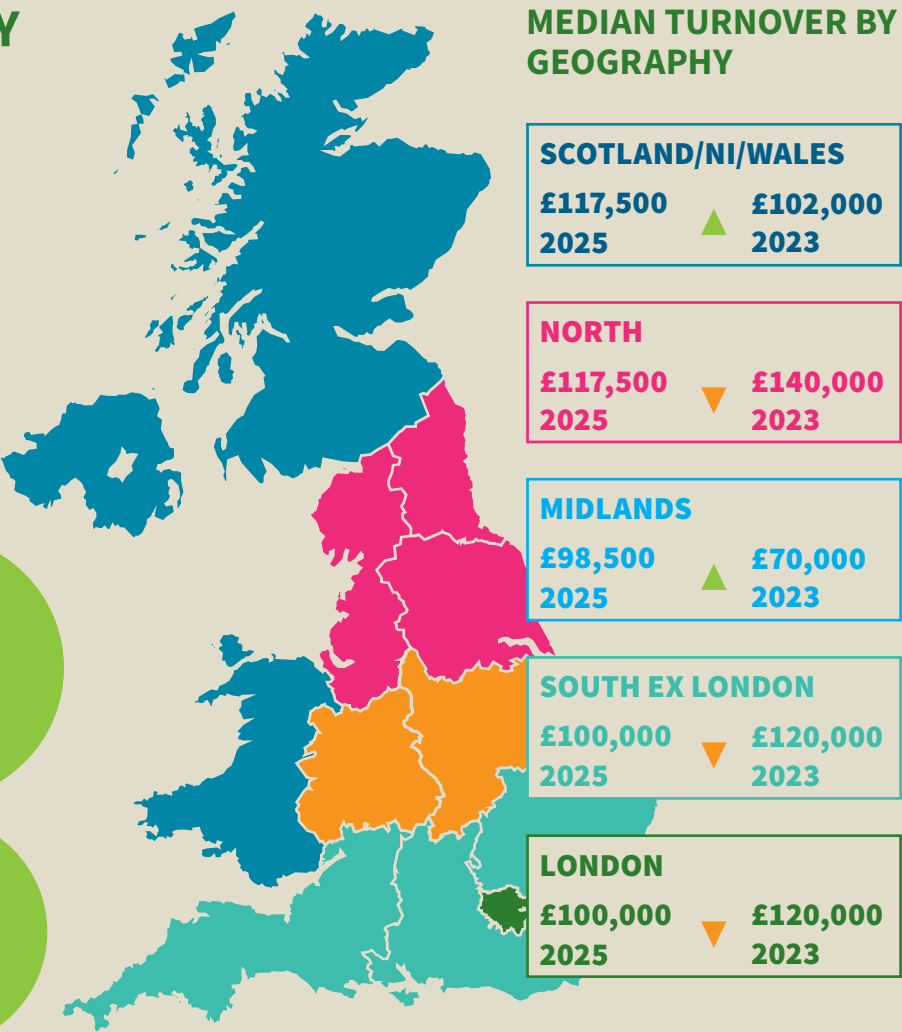 Y
MEDIAN TURNOVER BY
GEOGRAPHY
SCOTLAND/NI/WALES
£117,500 £102,000
2025 2023
NORTH
£117,500 £140,000
2025 2023
MIDLANDS
£98,500 £70,000
2025 2023
SOUTH EX LONDON
£100,000 £120,000
2025 2023
LONDON
£100,000 £120,000
2025 2023